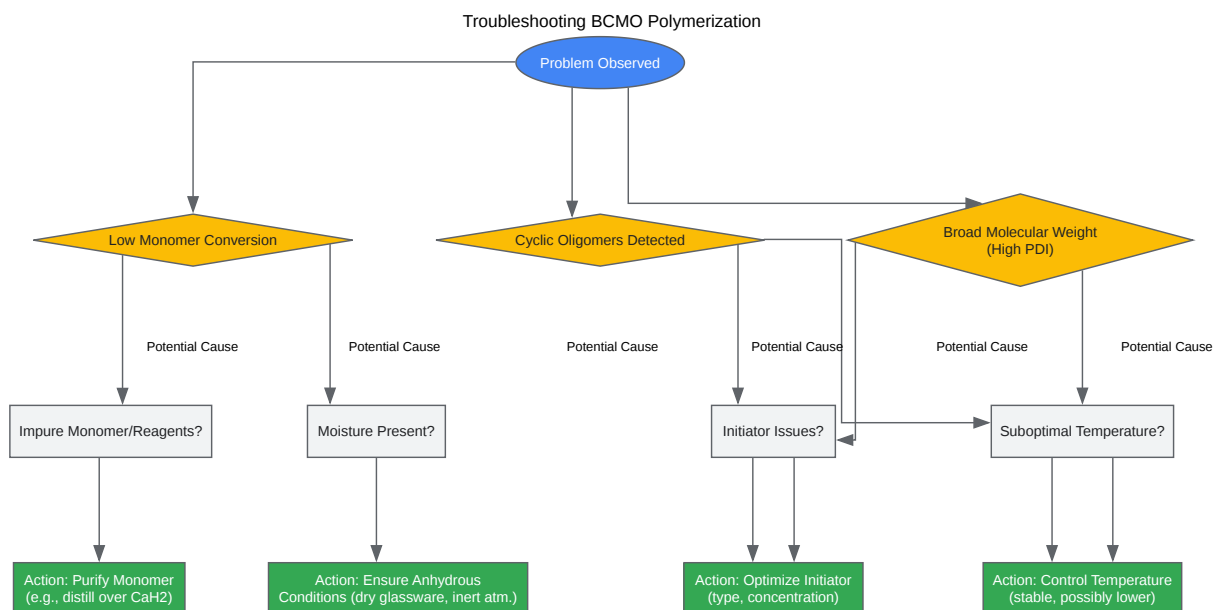 Troubleshooting BCMO Polymerization
Problem Observed
Low Monomer Conversion
Cyclic Oligomers Detected
Broad Molecular Weight
(High PDI)
Potential Cause
Potential Cause
Potential Cause
Potential Cause
Potential Cause
Potential Cause
Impure Monomer/Reagents?
Moisture Present?
Initiator Issues?
Suboptimal Temperature?
Action: Purify Monomer
(e.g., distill over CaH2)
Action: Ensure Anhydrous
Conditions (dry glassware, inert atm.)
Action: Optimize Initiator
(type, concentration)
Action: Control Temperature
(stable, possibly lower)